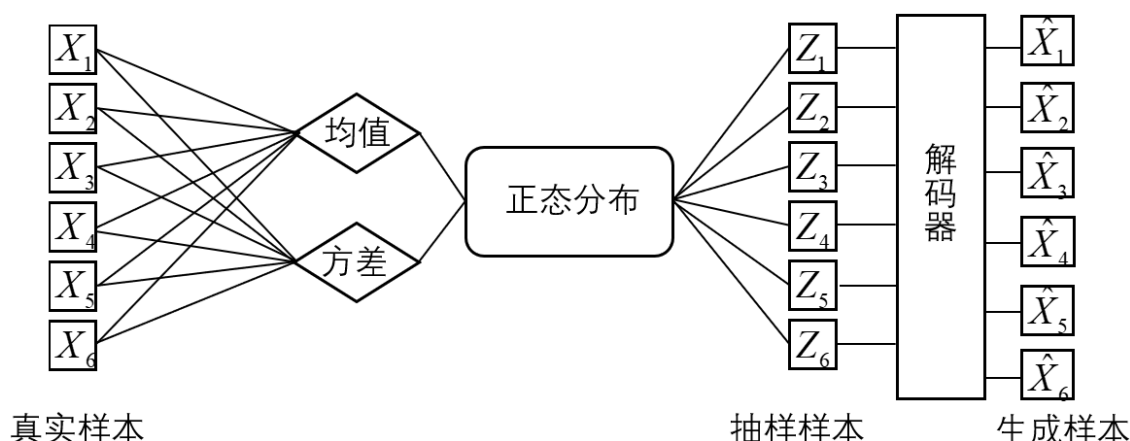 X₁
X₂
X₃
X₄
X₅
X₆
真实样本
均值
方差
正态分布
Z₁
Z₂
Z₃
Z₄
Z₅
Z₆
抽样样本
解码器
X̂₁
X̂₂
X̂₃
X̂₄
X̂₅
X̂₆
生成样本